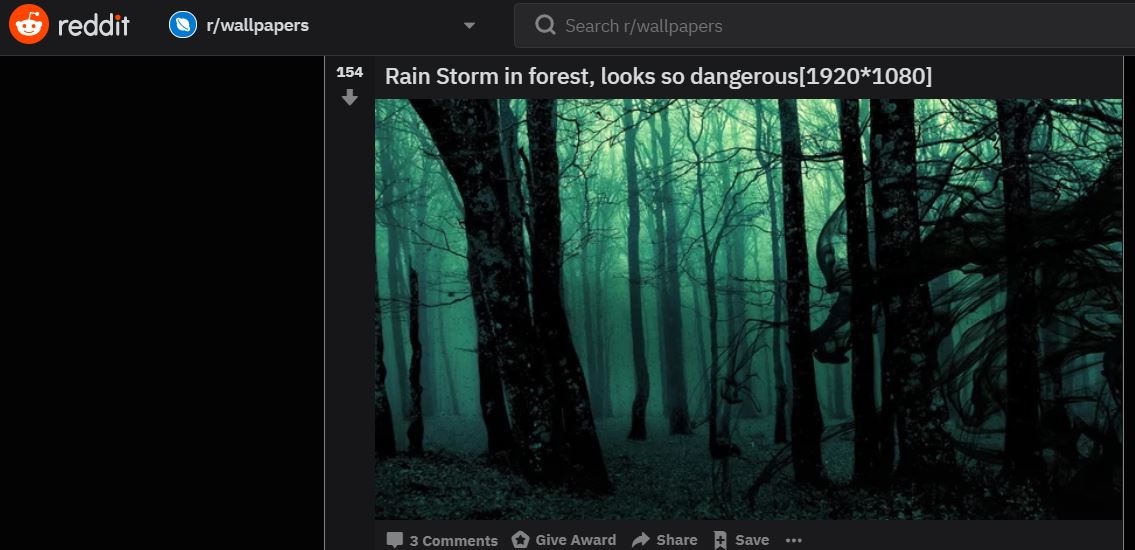 reddit r/wallpapers Search r/wallpapers
154
Rain Storm in forest, looks so dangerous[1920*1080]
3 Comments Give Award Share Save